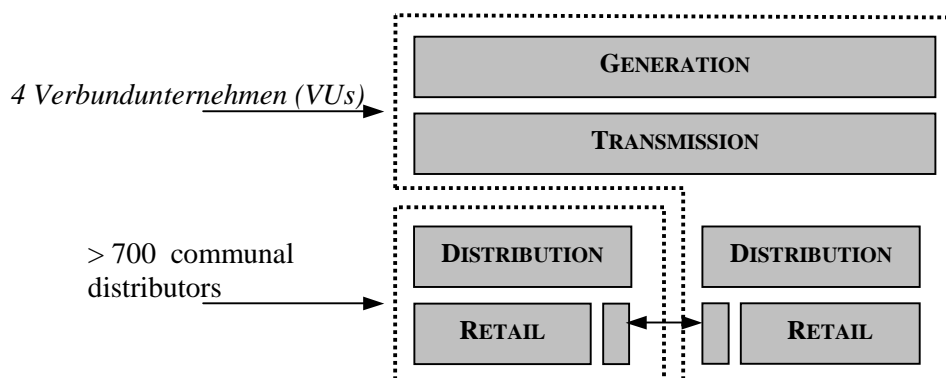 GENERATION
4 Verbundunternehmen (VUs)
TRANSMISSION
> 700 communal
distributors
DISTRIBUTION
DISTRIBUTION
RETAIL
RETAIL